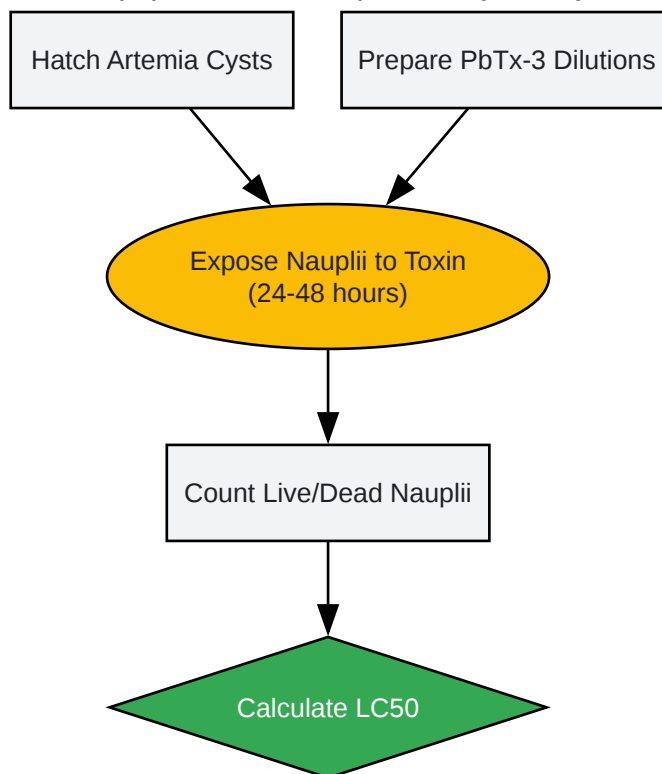 Hatch Artemia Cysts
Prepare PbTx-3 Dilutions
Expose Nauplii to Toxin
(24-48 hours)
Count Live/Dead Nauplii
Calculate LC50